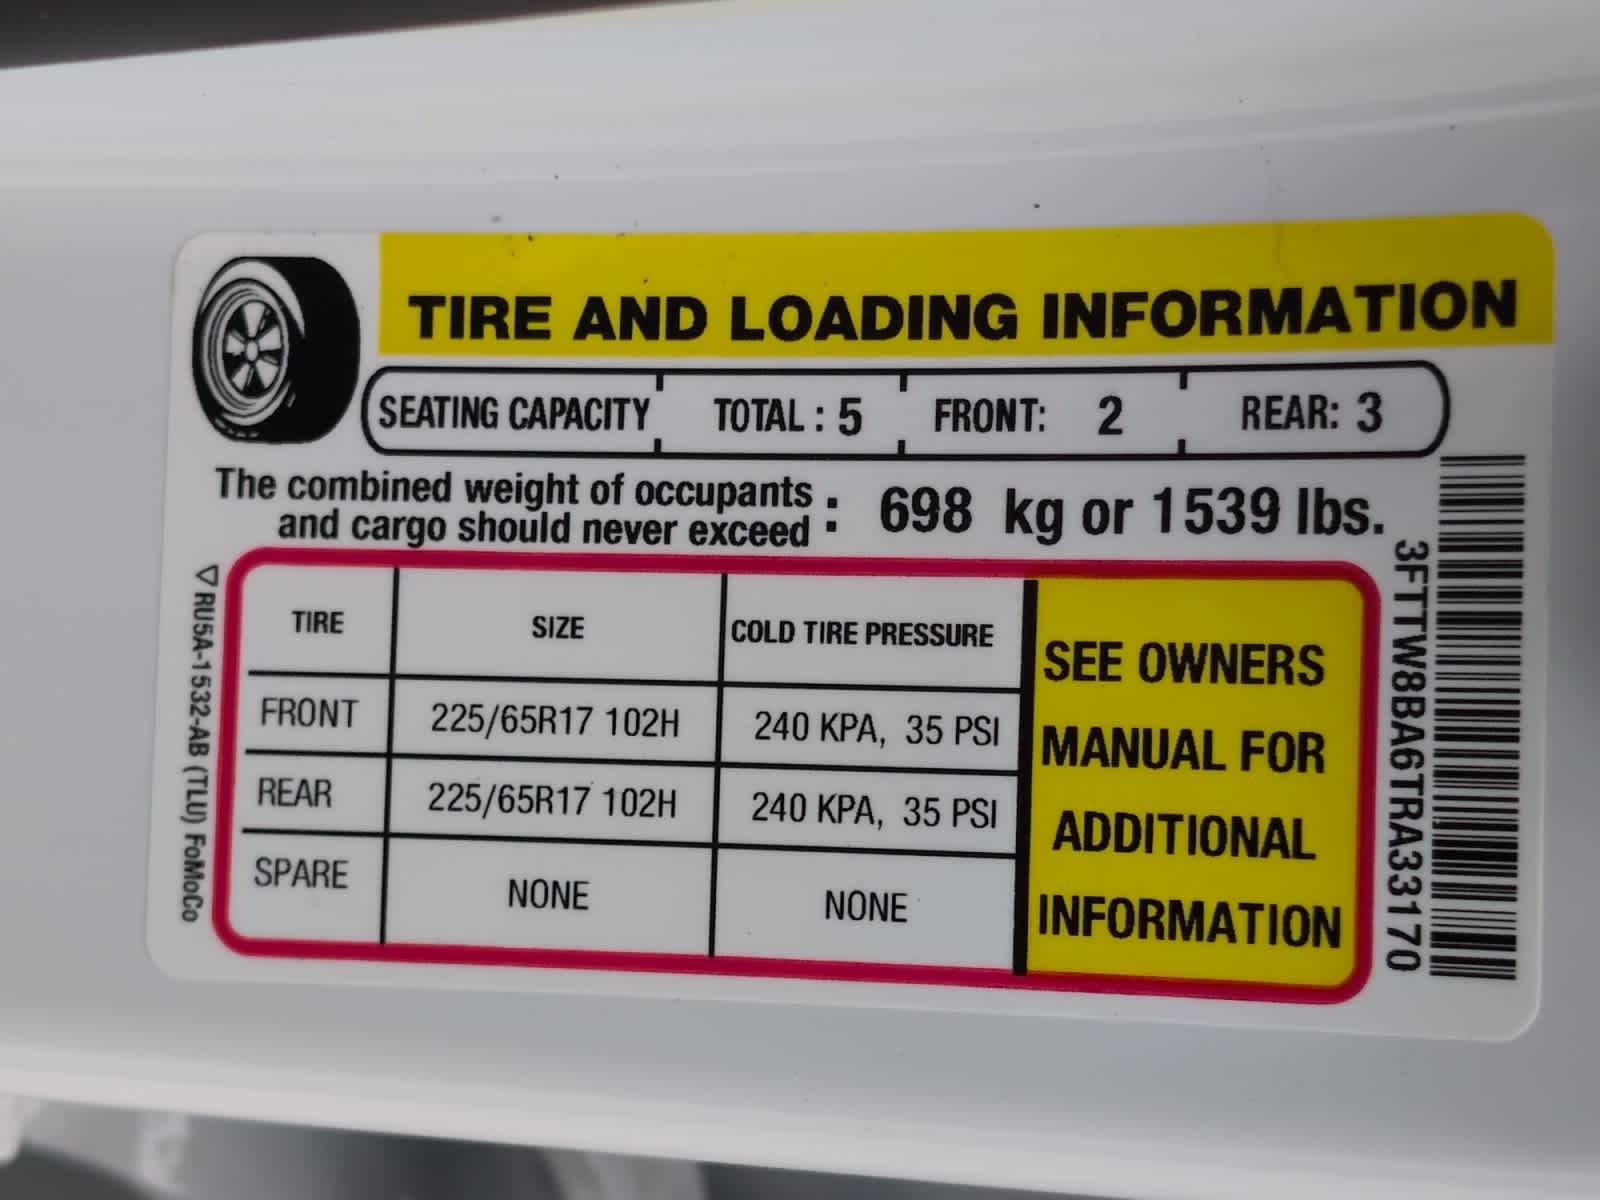 TIRE AND LOADING INFORMATION
SEATING CAPACITY TOTAL : 5 FRONT: 2 REAR: 3
The combined weight of occupants
and cargo should never exceed : 698 kg or 1539 lbs.
TIRE SIZE COLD TIRE PRESSURE
FRONT 225/65R17 102H 240 KPA, 35 PSI
REAR 225/65R17 102H 240 KPA, 35 PSI
SPARE NONE NONE
SEE OWNERS
MANUAL FOR
ADDITIONAL
INFORMATION
3FTTW8BA6TRA33170
RU5A-1532-AB (TLU) FoMoCo